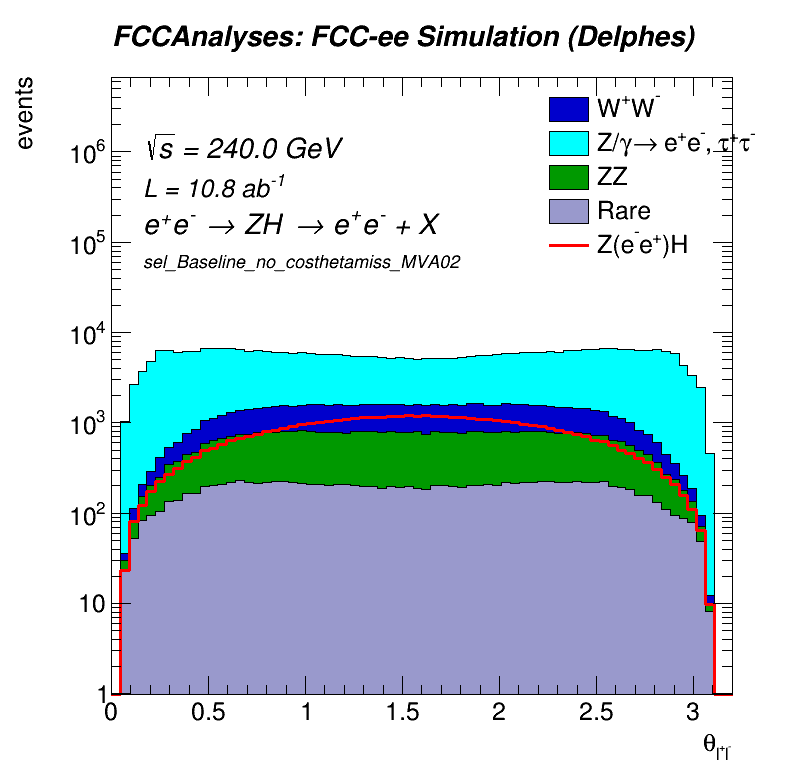 FCCAnalyses: FCC-ee Simulation (Delphes)
events
√s = 240.0 GeV
L = 10.8 ab⁻¹
e⁺e⁻ → ZH → e⁺e⁻ + X
sel_Baseline_no_costhetamiss_MVA02
W⁺W⁻
Z/γ→ e⁺e⁻, τ⁺τ⁻
ZZ
Rare
Z(e⁻e⁺)H
10⁶
10⁵
10⁴
10³
10²
10
1
0 0.5 1 1.5 2 2.5 3
θ_l⁺l⁻